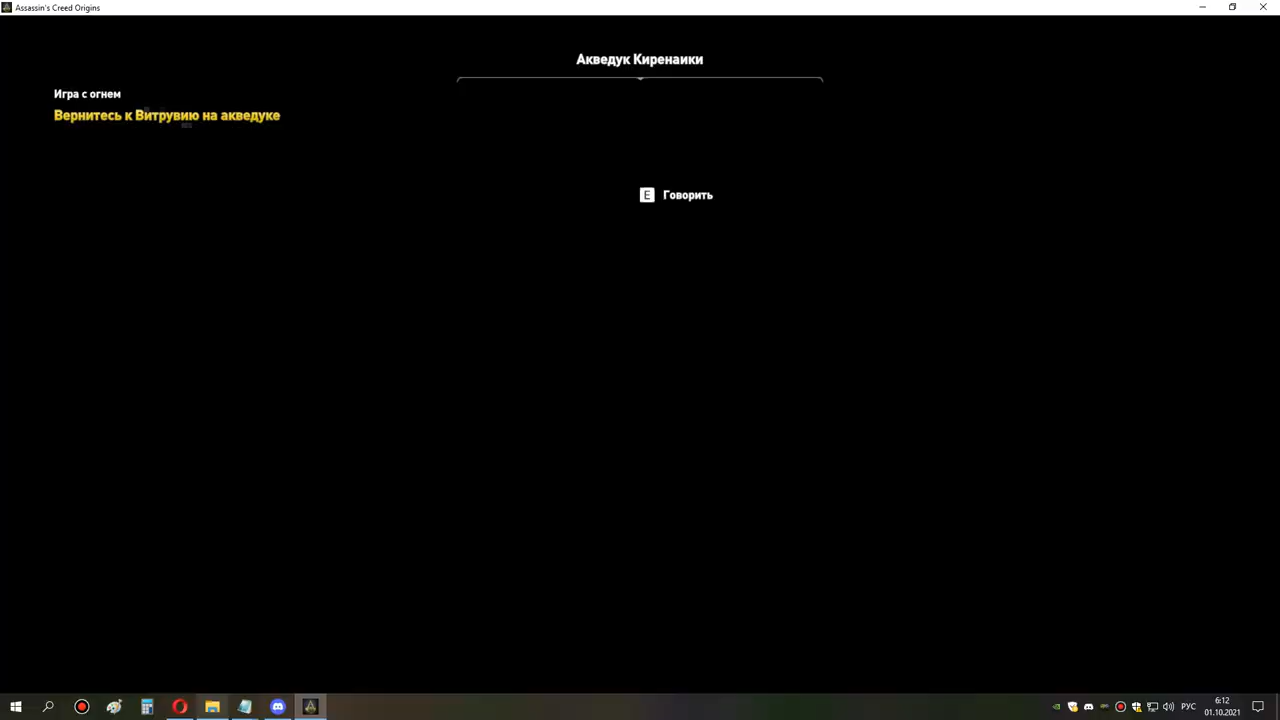 Assassin's Creed Origins
Акведук Киренаики
Игра с огнем
Вернитесь к Витрувию на акведуке
E Говорить
РУС
6:12
01.10.2021